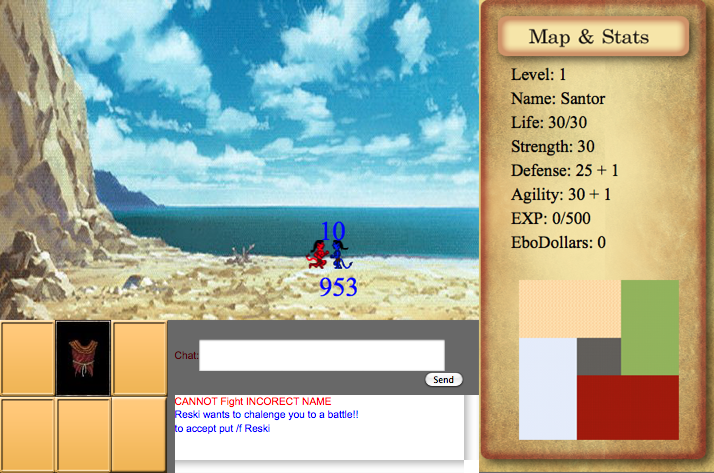 Map & Stats
Level: 1
Name: Santor
Life: 30/30
Strength: 30
Defense: 25 + 1
Agility: 30 + 1
EXP: 0/500
EboDollars: 0
10
953
Chat:
Send
CANNOT Fight INCORECT NAME
Reski wants to chalenge you to a battle!!
to accept put /f Reski